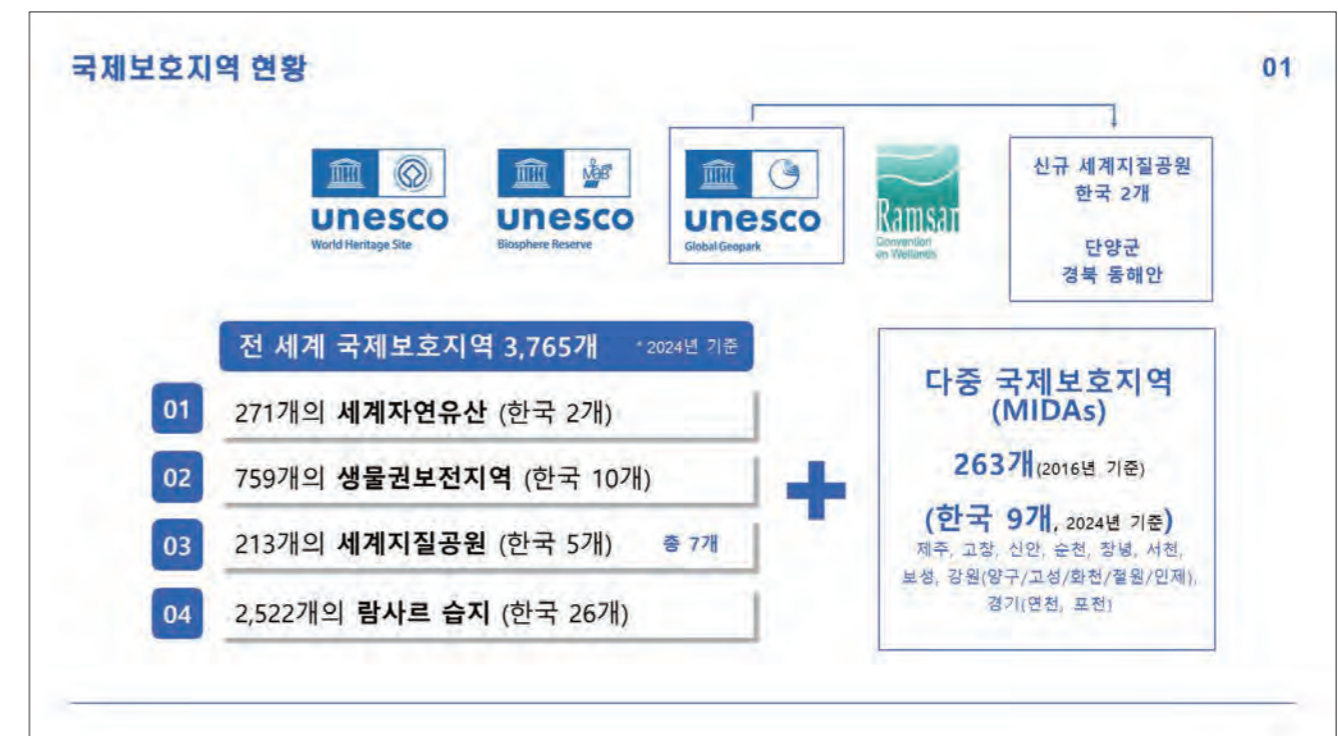 국제보호지역 현황
01
unesco
World Heritage Site
MaB
unesco
Biosphere Reserve
unesco
Global Geopark
Ramsar
Convention
on Wetlands
신규 세계지질공원
한국 2개
단양군
경북 동해안
전 세계 국제보호지역 3,765개 * 2024년 기준
01 271개의 세계자연유산 (한국 2개)
02 759개의 생물권보전지역 (한국 10개)
03 213개의 세계지질공원 (한국 5개) 총 7개
04 2,522개의 람사르 습지 (한국 26개)
다중 국제보호지역
(MIDAs)
263개(2016년 기준)
(한국 9개, 2024년 기준)
제주, 고창, 신안, 순천, 창녕, 서천,
보성, 강원(양구/고성/화천/철원/인제),
경기(연천, 포천)